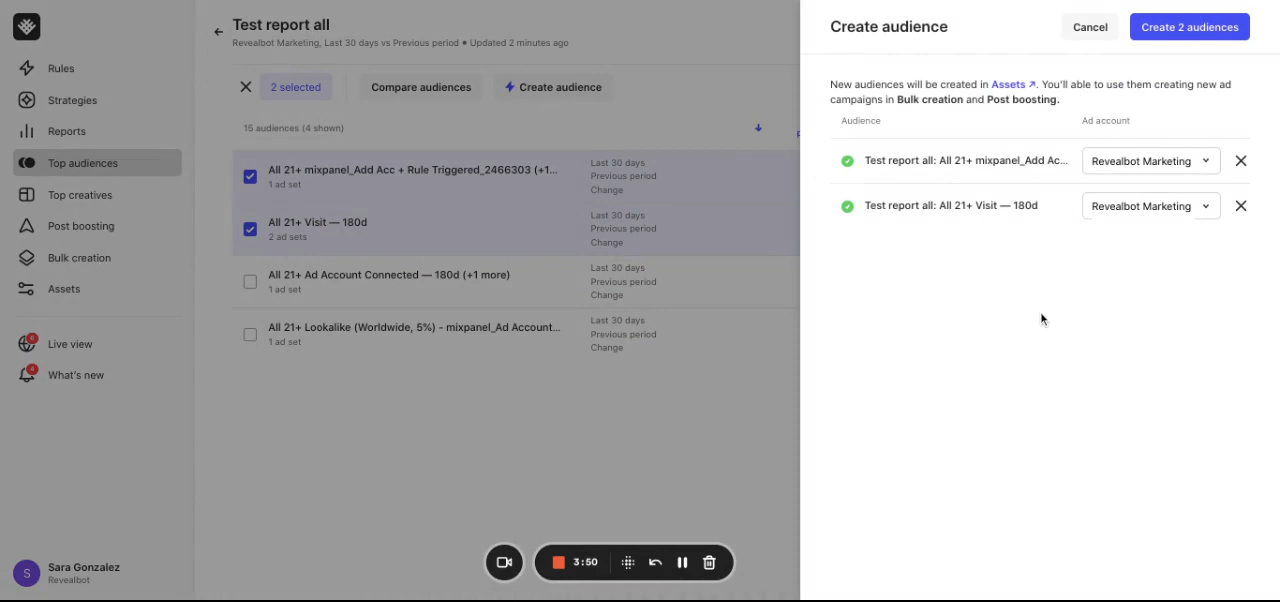 Rules
Strategies
Reports
Top audiences
Top creatives
Post boosting
Bulk creation
Assets
6
Live view
4
What's new
S
Sara Gonzalez
Revealbot
Test report all
Revealbot Marketing, Last 30 days vs Previous period • Updated 2 minutes ago
2 selected
Compare audiences
Create audience
15 audiences (4 shown)
All 21+ mixpanel_Add Acc + Rule Triggered_2466303 (+1...
1 ad set
Last 30 days
Previous period
Change
All 21+ Visit — 180d
2 ad sets
Last 30 days
Previous period
Change
All 21+ Ad Account Connected — 180d (+1 more)
1 ad set
Last 30 days
Previous period
Change
All 21+ Lookalike (Worldwide, 5%) - mixpanel_Ad Account...
1 ad set
Last 30 days
Previous period
Change
3:50
Create audience
Cancel
Create 2 audiences
New audiences will be created in Assets ↗. You'll able to use them creating new ad
campaigns in Bulk creation and Post boosting.
Audience
Ad account
Test report all: All 21+ mixpanel_Add Ac...
Revealbot Marketing
Test report all: All 21+ Visit — 180d
Revealbot Marketing